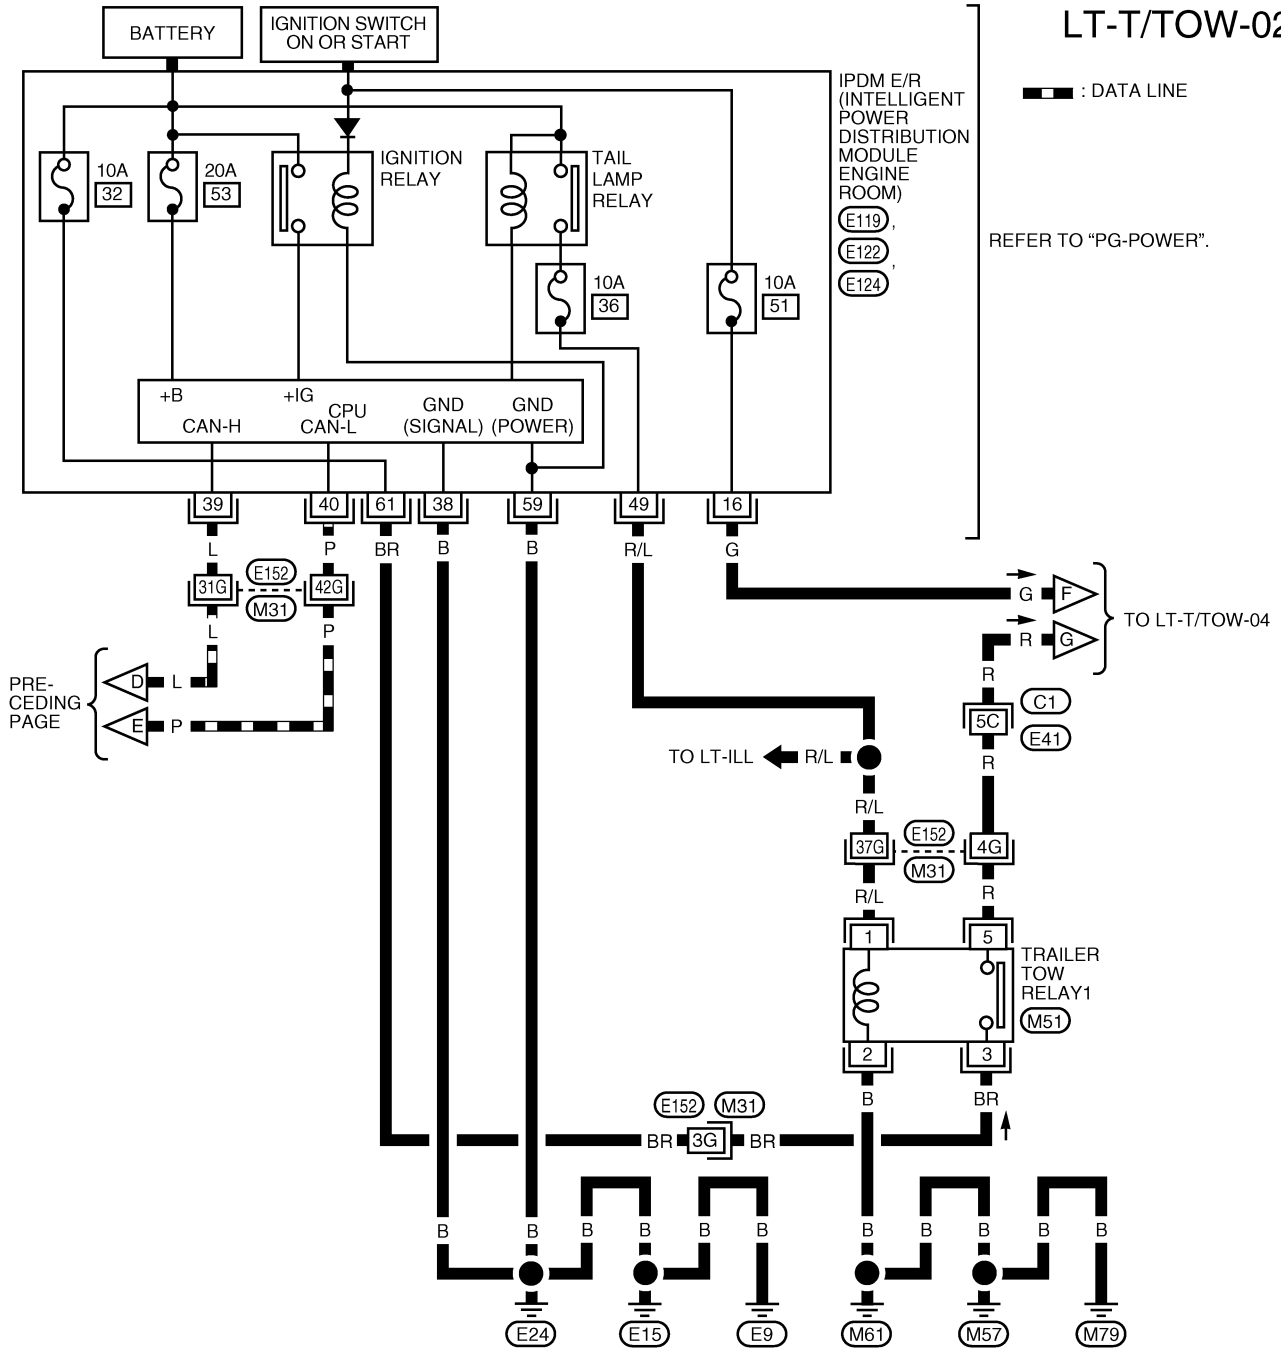 LT-T/TOW-02
BATTERY
IGNITION SWITCH
ON OR START
: DATA LINE
IPDM E/R
(INTELLIGENT
POWER
DISTRIBUTION
MODULE
ENGINE
ROOM)
E119 ,
E122 ,
E124
REFER TO “PG-POWER”.
10A
32
20A
53
IGNITION
RELAY
TAIL
LAMP
RELAY
10A
36
10A
51
+B
+IG
CPU
CAN-H
CAN-L
GND
(SIGNAL)
GND
(POWER)
39
40
61
38
59
49
16
L
P
BR
B
B
R/L
G
31G
E152
M31
42G
L
P
PRE-
CEDING
PAGE
D
L
E
P
G
F
R
G
TO LT-T/TOW-04
R
5C
C1
E41
R
TO LT-ILL
R/L
R/L
37G
E152
M31
4G
R/L
R
1
5
TRAILER
TOW
RELAY1
M51
2
3
B
BR
E152
M31
BR
3G
BR
B
B
B
B
B
B
B
B
B
B
B
B
E24
E15
E9
M61
M57
M79